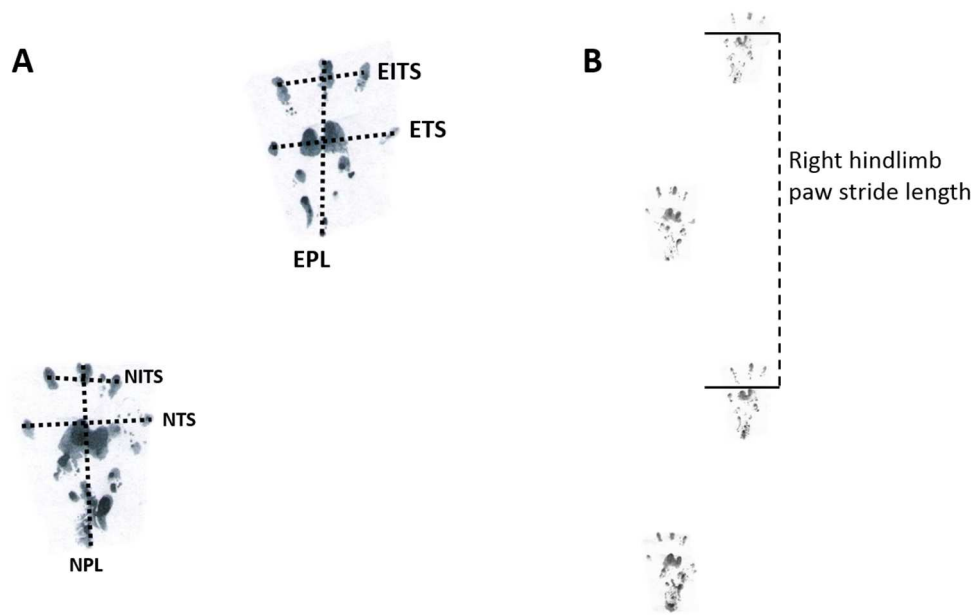 A
EITS
ETS
EPL
NITS
NTS
NPL
B
Right hindlimb
paw stride length